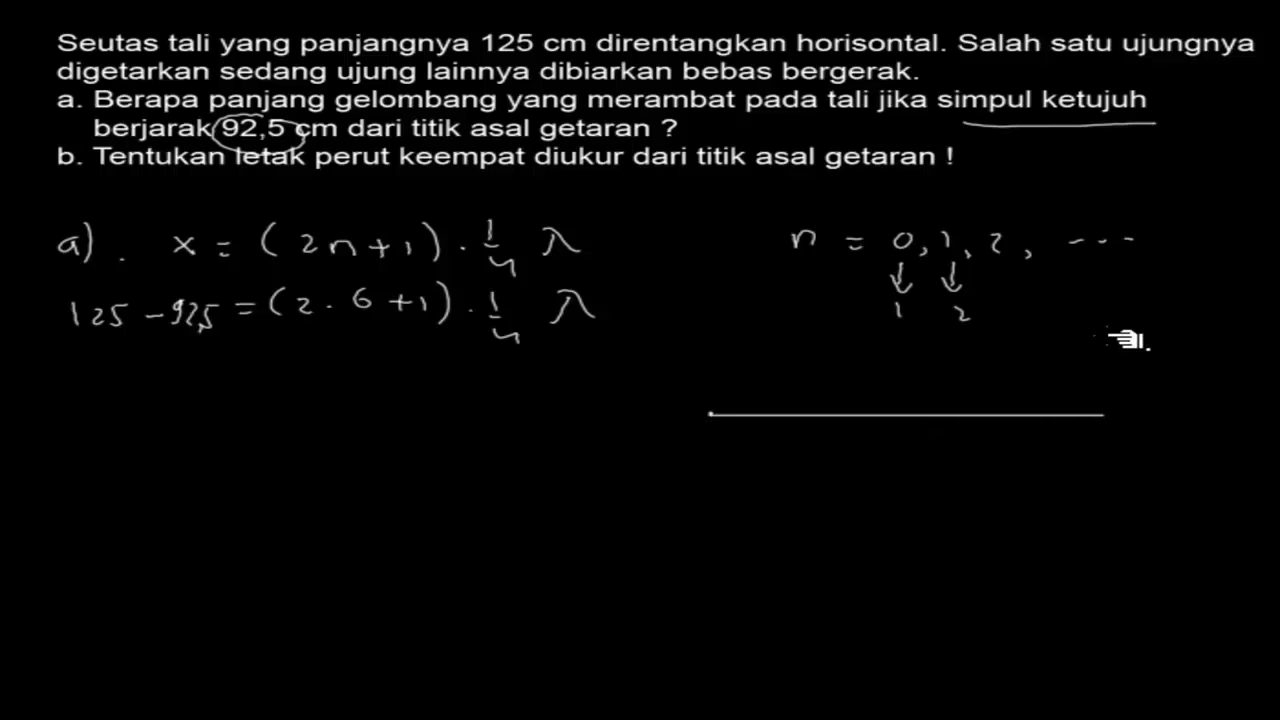 Seutas tali yang panjangnya 125 cm direntangkan horisontal. Salah satu ujungnya
digetarkan sedang ujung lainnya dibiarkan bebas bergerak.
a. Berapa panjang gelombang yang merambat pada tali jika simpul ketujuh
berjarak 92,5 cm dari titik asal getaran ?
b. Tentukan letak perut keempat diukur dari titik asal getaran !
a). x = (2n+1) . 1/4 λ
n = 0, 1, 2, ---
1 2
125 - 92,5 = (2 . 6 +1) . 1/4 λ